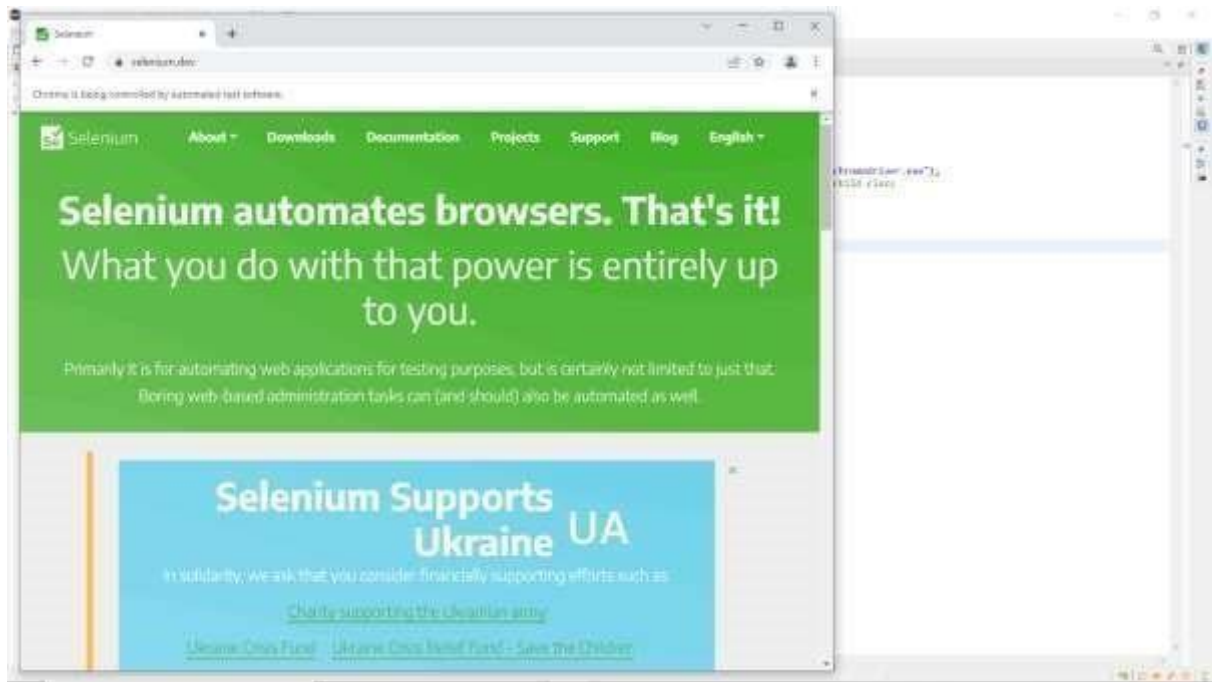 Selenium
selenium.dev
Chrome is being controlled by automated test software.
Selenium About Downloads Documentation Projects Support Blog English
Selenium automates browsers. That's it!
What you do with that power is entirely up
to you.
Primarily it is for automating web applications for testing purposes, but is certainly not limited to just that.
Boring web-based administration tasks can (and should) also be automated as well.
Selenium Supports
Ukraine UA
In solidarity, we ask that you consider financially supporting efforts such as:
Charity supporting the Ukrainian army
Ukraine Crisis Fund Ukraine Crisis Relief Fund - Save the Children
chromedriver.exe");
child class